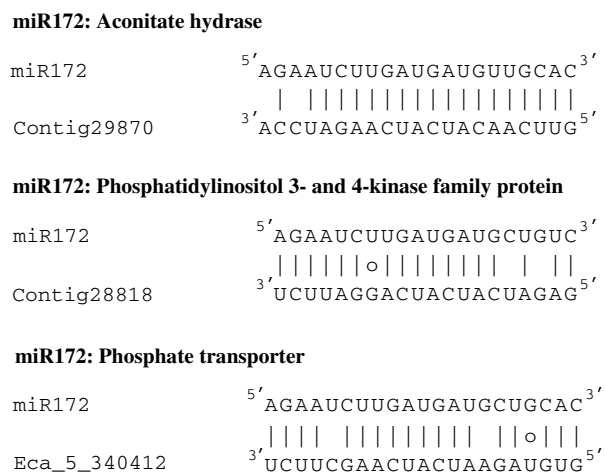 miR172: Aconitate hydrase
miR172 5′AGAAUCUUGAUGAUGUUGCAC3′
| | | | | | | | | | | | | | | | | |
Contig29870 3′ACCUAGAACUACUACAACUUG5′
miR172: Phosphatidylinositol 3- and 4-kinase family protein
miR172 5′AGAAUCUUGAUGAUGCUGUC3′
| | | | | | o | | | | | | | | | | |
Contig28818 3′UCUUAGGACUACUACUAGAG5′
miR172: Phosphate transporter
miR172 5′AGAAUCUUGAUGAUGCUGCAC3′
| | | | | | | | | | | | | | | o | | |
Eca_5_340412 3′UCUUCGAACUACUAAGAUGUG5′